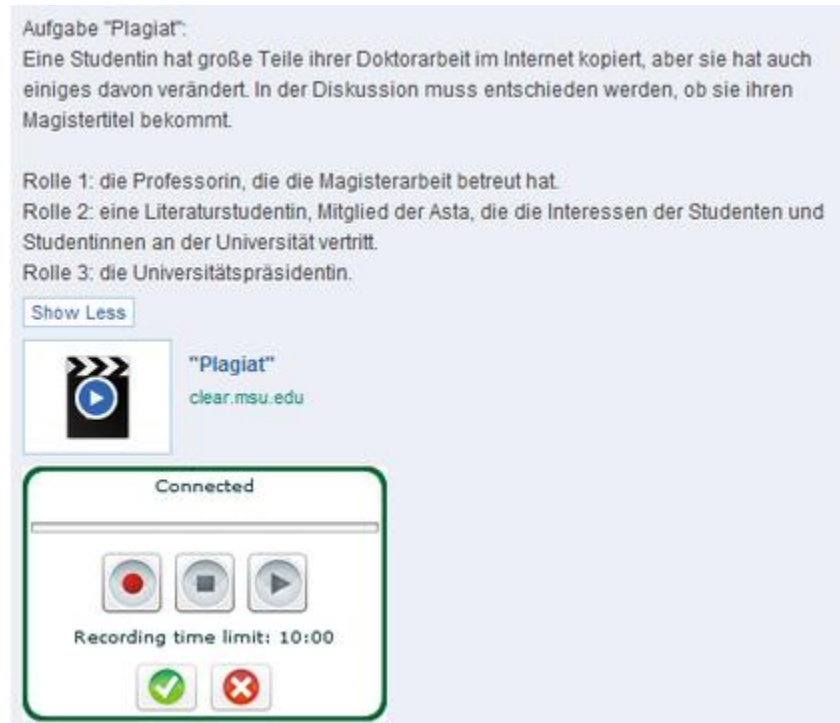 Aufgabe "Plagiat":
Eine Studentin hat große Teile ihrer Doktorarbeit im Internet kopiert, aber sie hat auch
einiges davon verändert. In der Diskussion muss entschieden werden, ob sie ihren
Magistertitel bekommt.
Rolle 1: die Professorin, die die Magisterarbeit betreut hat.
Rolle 2: eine Literaturstudentin, Mitglied der Asta, die die Interessen der Studenten und
Studentinnen an der Universität vertritt.
Rolle 3: die Universitätspräsidentin.
Show Less
"Plagiat"
clear.msu.edu
Connected
Recording time limit: 10:00